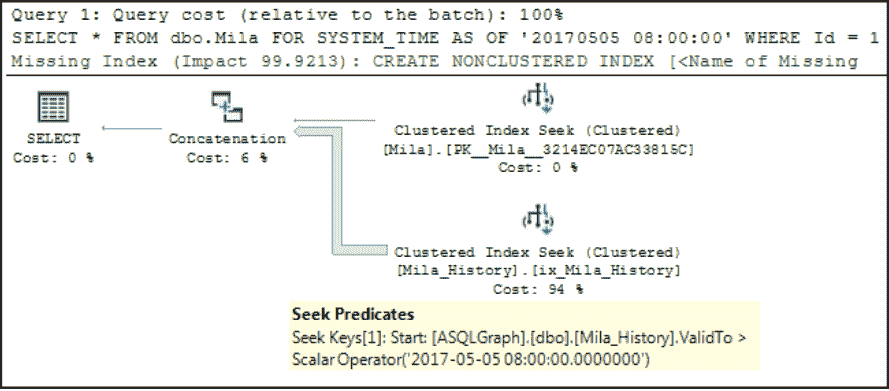 Query 1: Query cost (relative to the batch): 100%
SELECT * FROM dbo.Mila FOR SYSTEM_TIME AS OF '20170505 08:00:00' WHERE Id = 1
Missing Index (Impact 99.9213): CREATE NONCLUSTERED INDEX [<Name of Missing
SELECT
Cost: 0 %
Concatenation
Cost: 6 %
Clustered Index Seek (Clustered)
[Mila].[PK__Mila__3214EC07AC33815C]
Cost: 0 %
Clustered Index Seek (Clustered)
[Mila_History].[ix_Mila_History]
Cost: 94 %
Seek Predicates
Seek Keys[1]: Start: [ASQLGraph].[dbo].[Mila_History].ValidTo >
Scalar Operator('2017-05-05 08:00:00.0000000')